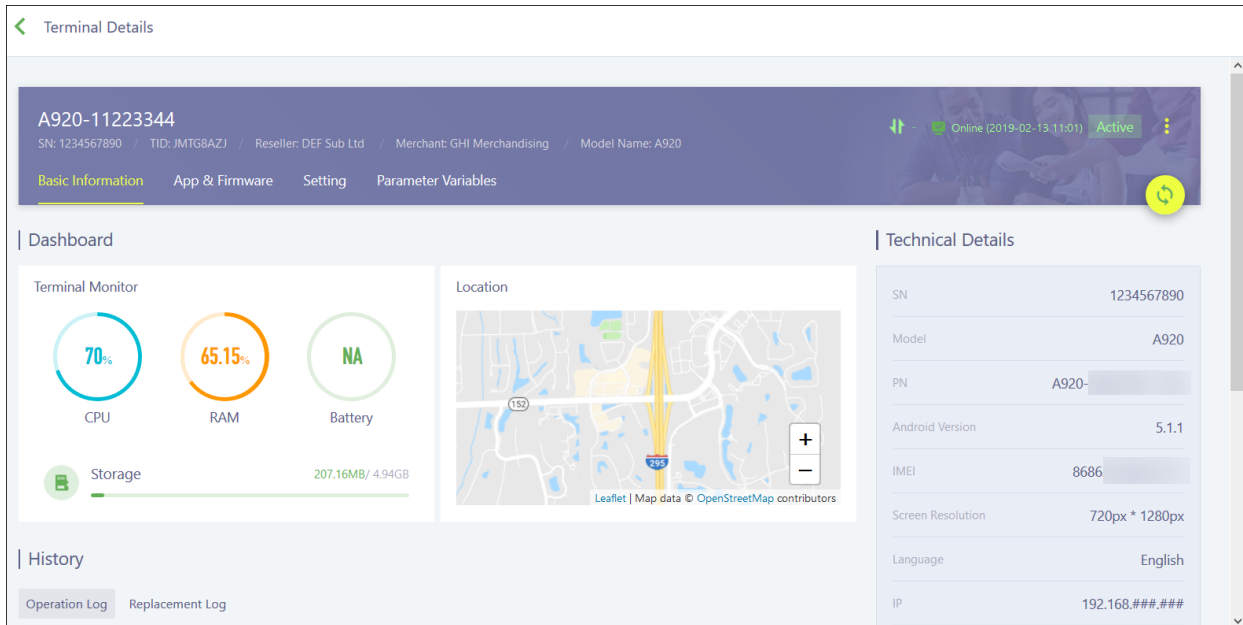 Terminal Details
A920-11223344
SN: 1234567890 / TID: JMTG8AZJ / Reseller: DEF Sub Ltd / Merchant: GHI Merchandising / Model Name: A920
- Online (2019-02-13 11:01) Active
Basic Information App & Firmware Setting Parameter Variables
Dashboard
Terminal Monitor
70%
65.15%
NA
CPU
RAM
Battery
Storage 207.16MB/ 4.94GB
Location
152
295
+
−
Leaflet | Map data © OpenStreetMap contributors
History
Operation Log Replacement Log
Technical Details
SN 1234567890
Model A920
PN A920-
Android Version 5.1.1
IMEI 8686
Screen Resolution 720px * 1280px
Language English
IP 192.168.###.###